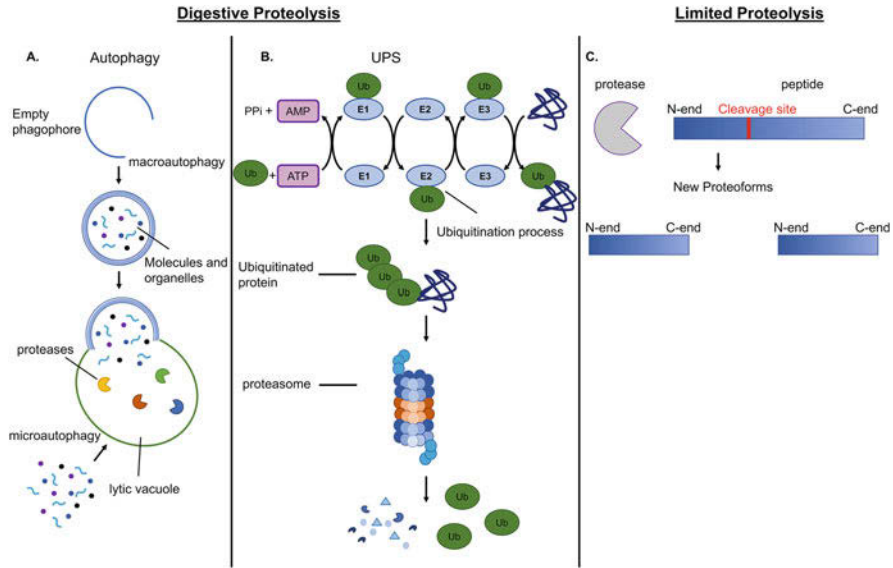 Digestive Proteolysis
Limited Proteolysis
A.
Autophagy
Empty
phagophore
macroautophagy
Molecules and
organelles
proteases
microautophagy
lytic vacuole
B.
UPS
Ub
Ub
PPi +
AMP
E1
E2
E3
Ub
+
ATP
E1
E2
E3
Ub
Ub
Ubiquitination process
Ubiquitinated
protein
Ub
Ub
Ub
proteasome
Ub
Ub
Ub
C.
protease
peptide
N-end
Cleavage site
C-end
New Proteoforms
N-end
C-end
N-end
C-end